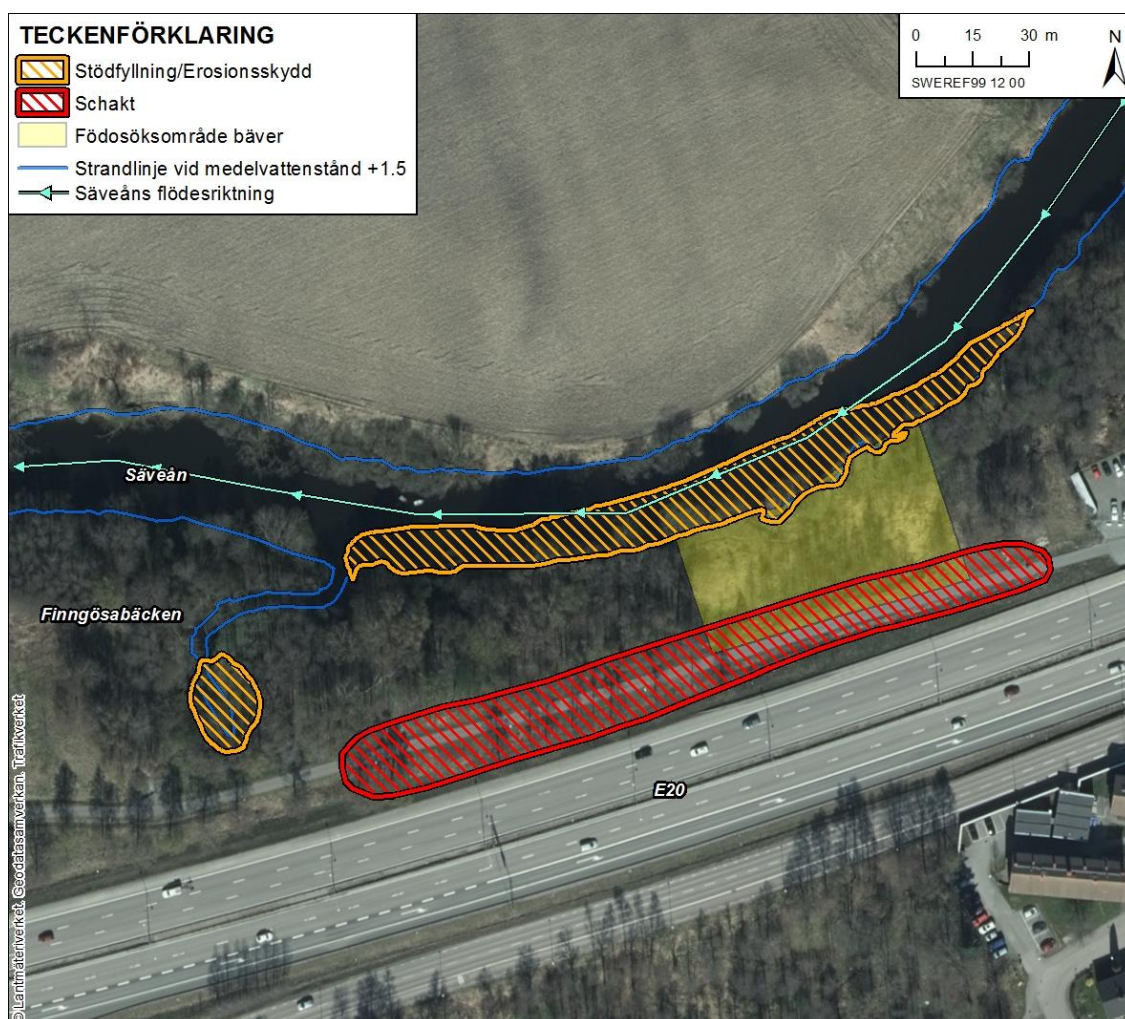 TECKENFÖRKLARING
Stödfyllning/Erosionsskydd
Schakt
Födosöksområde bäver
Strandlinje vid medelvattenstånd +1.5
Säveåns flödesriktning
0 15 30 m
SWEREF99 12 00
N
Säveån
Finngösabäcken
E20
© Lantmäteriverket, Geodatasamverkan, Trafikverket